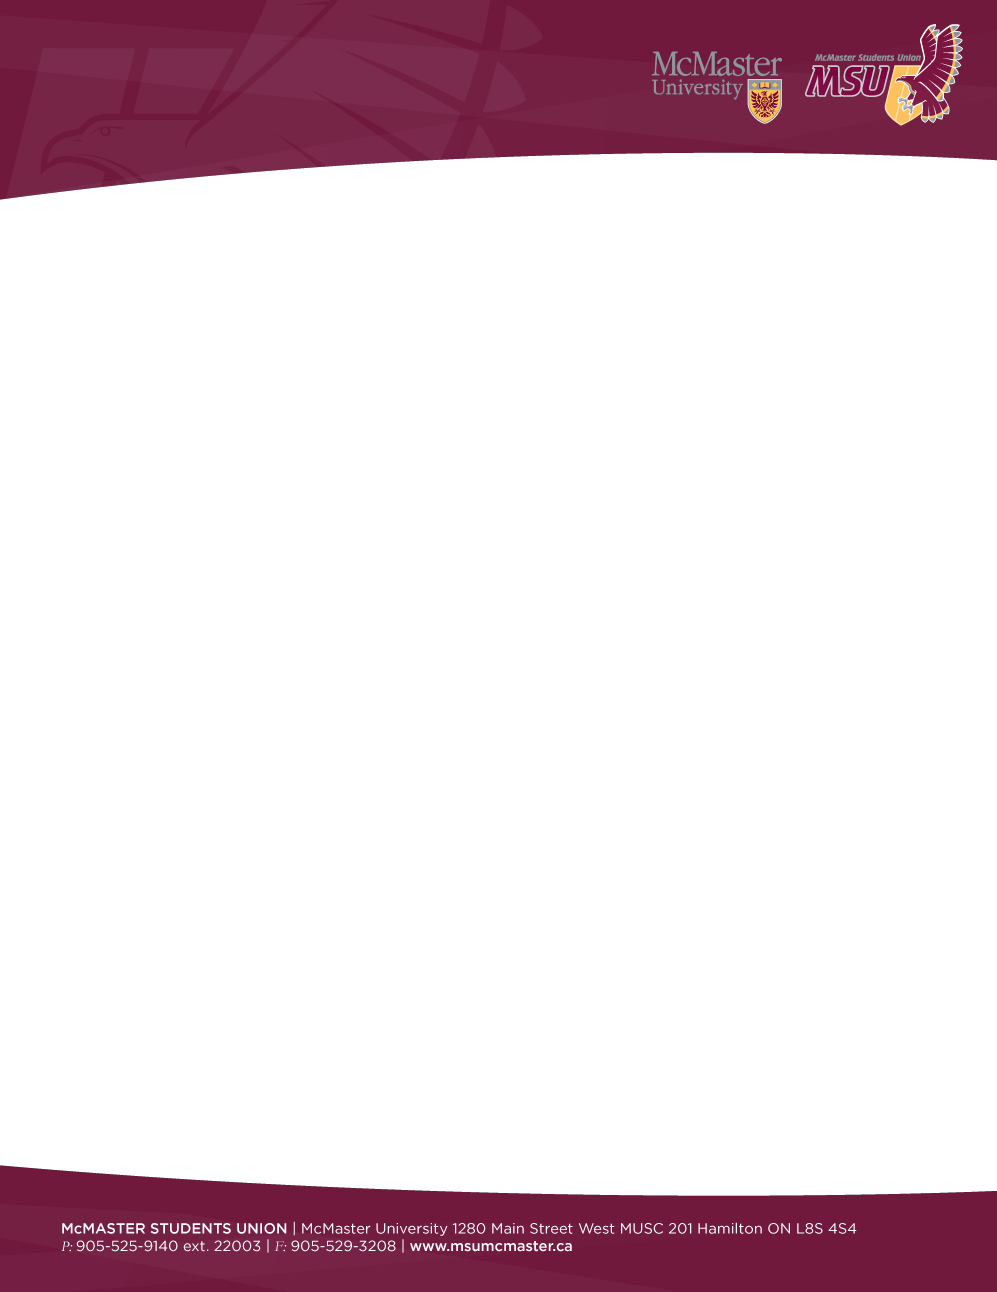 McMaster
University
McMaster Students Union
MSU
McMASTER STUDENTS UNION | McMaster University 1280 Main Street West MUSC 201 Hamilton ON L8S 4S4
P: 905-525-9140 ext. 22003 | F: 905-529-3208 | www.msumcmaster.ca